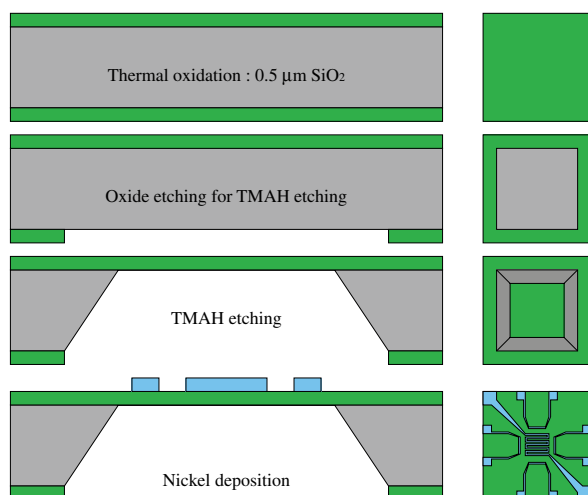 Thermal oxidation : 0.5 μm SiO₂
Oxide etching for TMAH etching
TMAH etching
Nickel deposition